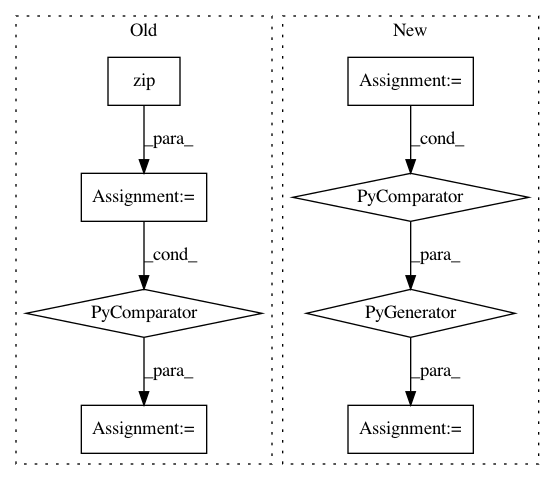 Old
zip
_para_
Assignment:=
_cond_
PyComparator
_para_
Assignment:=
New
Assignment:=
_cond_
PyComparator
_para_
PyGenerator
_para_
Assignment:=